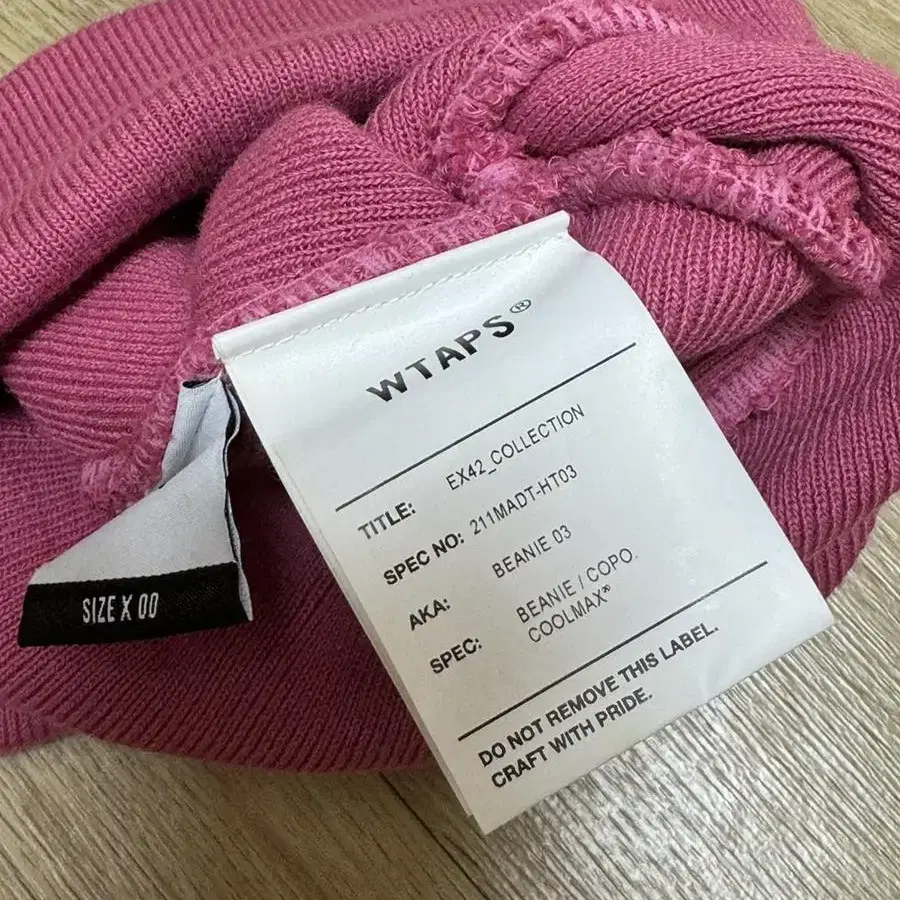 WTAPS®
TITLE: EX42_COLLECTION
SPEC NO: 211MADT-HT03
AKA: BEANIE 03
SPEC: BEANIE / COPO.
COOLMAX®
DO NOT REMOVE THIS LABEL.
CRAFT WITH PRIDE.
SIZE X 00